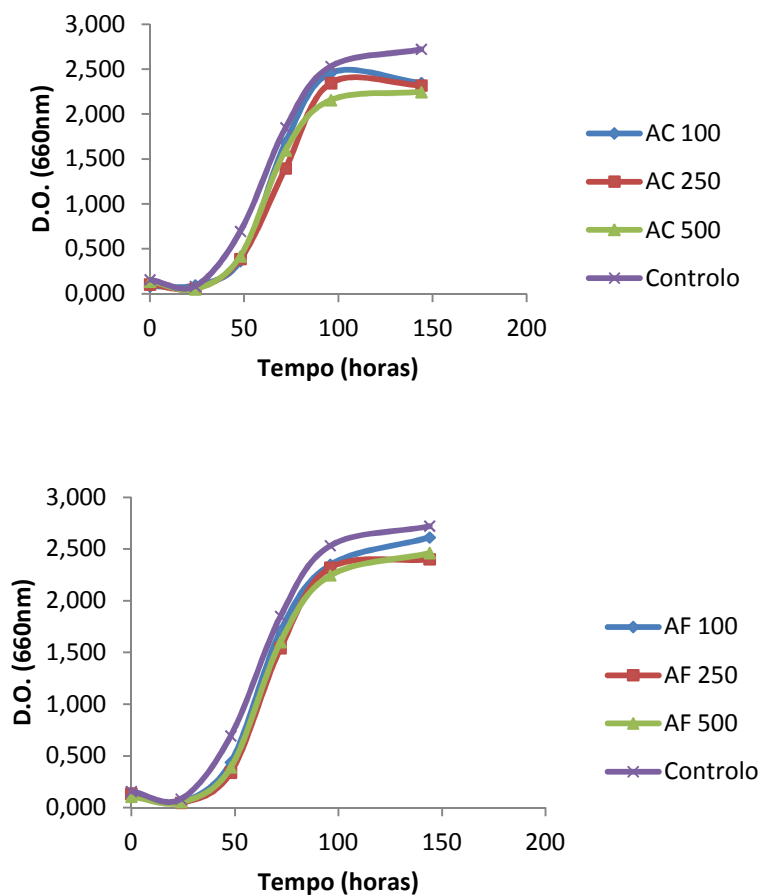 3,000
2,500
2,000
1,500
1,000
0,500
0,000
D.O. (660nm)
0 50 100 150 200
Tempo (horas)
AC 100
AC 250
AC 500
Controlo
3,000
2,500
2,000
1,500
1,000
0,500
0,000
D.O. (660nm)
0 50 100 150 200
Tempo (horas)
AF 100
AF 250
AF 500
Controlo